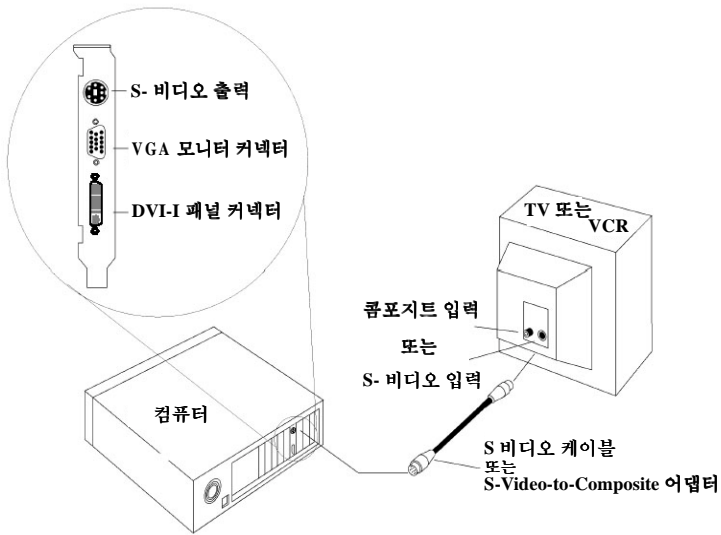 S- 비디오 출력
VGA 모니터 커넥터
DVI-I 패널 커넥터
TV 또는
VCR
콤포지트 입력
또는
S- 비디오 입력
컴퓨터
S 비디오 케이블
또는
S-Video-to-Composite 어댑터